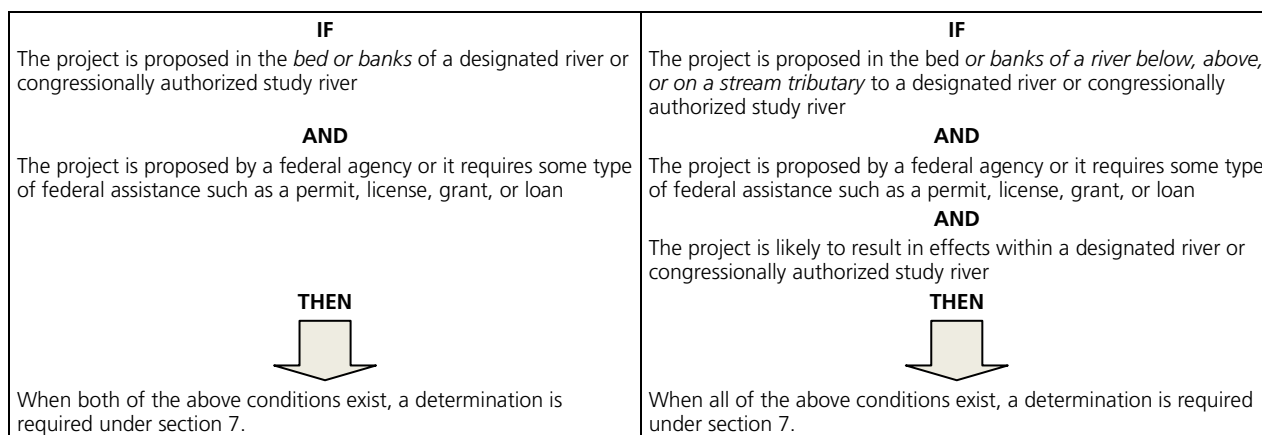 IF
The project is proposed in the bed or banks of a designated river or
congressionally authorized study river
AND
The project is proposed by a federal agency or it requires some type
of federal assistance such as a permit, license, grant, or loan
THEN
When both of the above conditions exist, a determination is
required under section 7.
IF
The project is proposed in the bed or banks of a river below, above,
or on a stream tributary to a designated river or congressionally
authorized study river
AND
The project is proposed by a federal agency or it requires some type
of federal assistance such as a permit, license, grant, or loan
AND
The project is likely to result in effects within a designated river or
congressionally authorized study river
THEN
When all of the above conditions exist, a determination is required
under section 7.